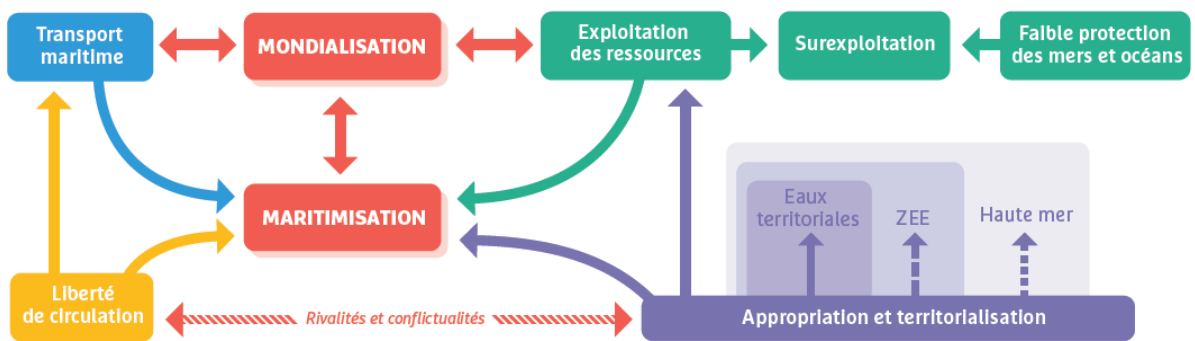 Transport
maritime
MONDIALISATION
Exploitation
des ressources
Surexploitation
Faible protection
des mers et océans
MARITIMISATION
Eaux
territoriales
ZEE
Haute mer
Liberté
de circulation
Rivalités et conflictualités
Appropriation et territorialisation